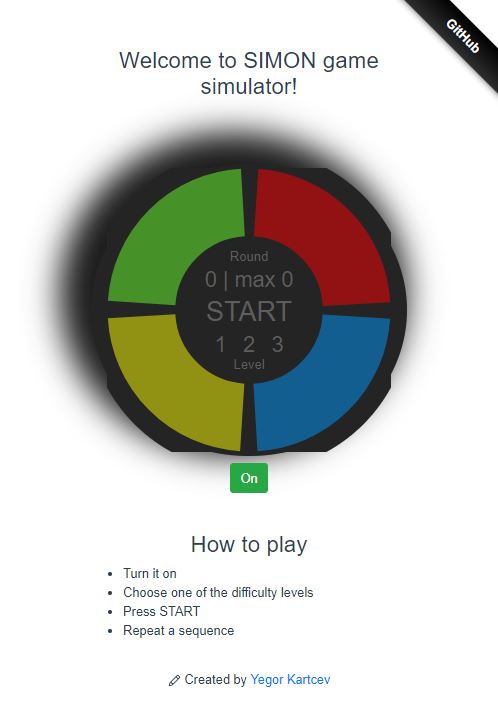 GitHub
Welcome to SIMON game
simulator!
Round
0 | max 0
START
1 2 3
Level
On
How to play
Turn it on
Choose one of the difficulty levels
Press START
Repeat a sequence
Created by Yegor Kartcev